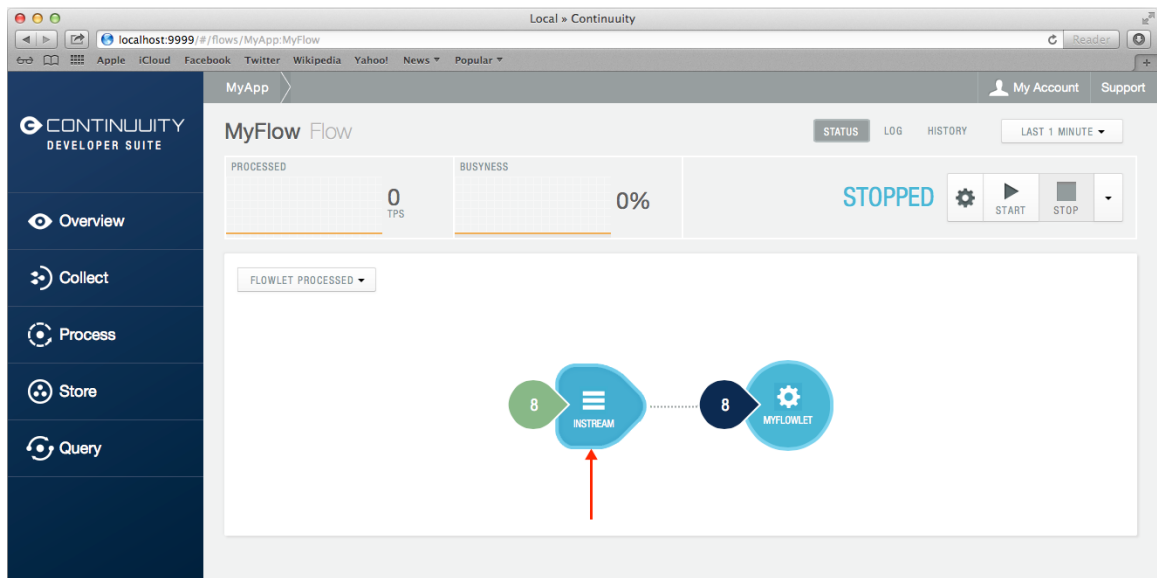 Local » Continuuity
localhost:9999/#/flows/MyApp:MyFlow
Reader
Apple iCloud Facebook Twitter Wikipedia Yahoo! News ▾ Popular ▾
MyApp
My Account Support
CONTINUUITY
DEVELOPER SUITE
MyFlow Flow
STATUS LOG HISTORY LAST 1 MINUTE
PROCESSED
0
TPS
BUSYNESS
0%
STOPPED
START
STOP
Overview
Collect
Process
Store
Query
FLOWLET PROCESSED
8
INSTREAM
8
MYFLOWLET